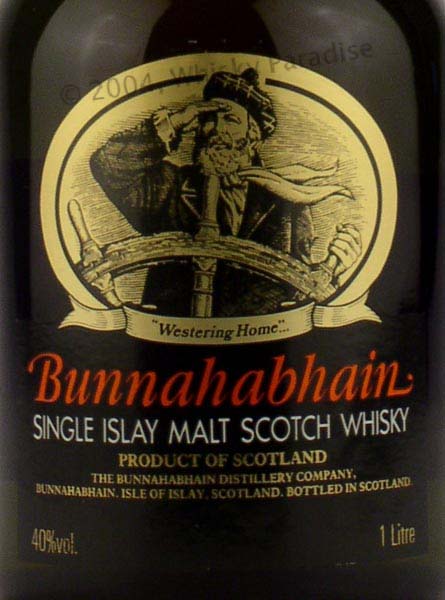 © 2004, Whisky Paradise
"Westering Home"...
Bunnahabhain
SINGLE ISLAY MALT SCOTCH WHISKY
PRODUCT OF SCOTLAND
THE BUNNAHABHAIN DISTILLERY COMPANY,
BUNNAHABHAIN. ISLE OF ISLAY, SCOTLAND. BOTTLED IN SCOTLAND.
40%vol. 1 Litre